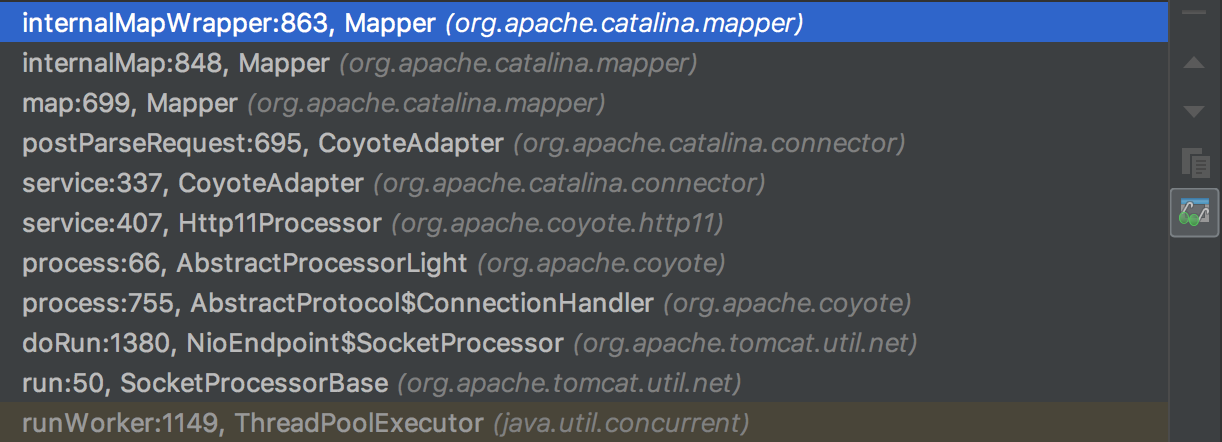 internalMapWrapper:863, Mapper (org.apache.catalina.mapper)
internalMap:848, Mapper (org.apache.catalina.mapper)
map:699, Mapper (org.apache.catalina.mapper)
postParseRequest:695, CoyoteAdapter (org.apache.catalina.connector)
service:337, CoyoteAdapter (org.apache.catalina.connector)
service:407, Http11Processor (org.apache.coyote.http11)
process:66, AbstractProcessorLight (org.apache.coyote)
process:755, AbstractProtocol$ConnectionHandler (org.apache.coyote)
doRun:1380, NioEndpoint$SocketProcessor (org.apache.tomcat.util.net)
run:50, SocketProcessorBase (org.apache.tomcat.util.net)
runWorker:1149, ThreadPoolExecutor (java.util.concurrent)